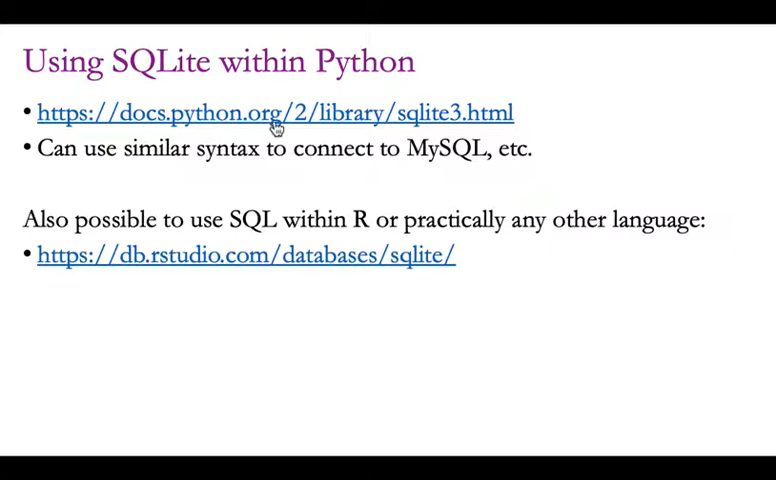 Using SQLite within Python
• https://docs.python.org/2/library/sqlite3.html
• Can use similar syntax to connect to MySQL, etc.
Also possible to use SQL within R or practically any other language:
• https://db.rstudio.com/databases/sqlite/